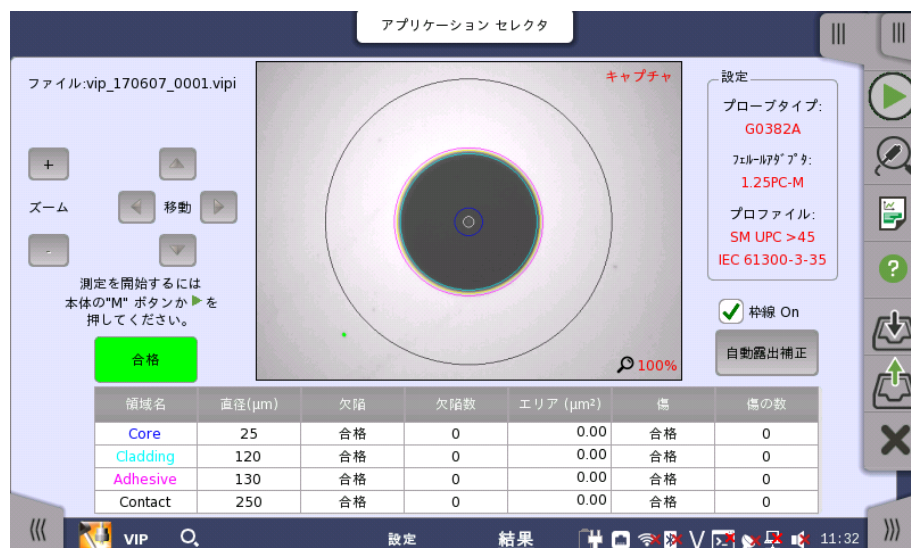 アプリケーション セレクタ
ファイル:vip_170607_0001.vipi
キャプチャ
設定
プローブタイプ:
G0382A
ﾌｪﾙｰﾙｱﾀﾞﾌﾟﾀ:
1.25PC-M
プロファイル:
SM UPC >45
IEC 61300-3-35
+
ズーム
移動
-
測定を開始するには
本体の"M" ボタンか ▶ を
押してください。
合格
100%
枠線 On
自動露出補正
領域名 直径(μm) 欠陥 欠陥数 エリア (μm²) 傷 傷の数
Core 25 合格 0 0.00 合格 0
Cladding 120 合格 0 0.00 合格 0
Adhesive 130 合格 0 0.00 合格 0
Contact 250 合格 0 0.00 合格 0
VIP 設定 結果 11:32